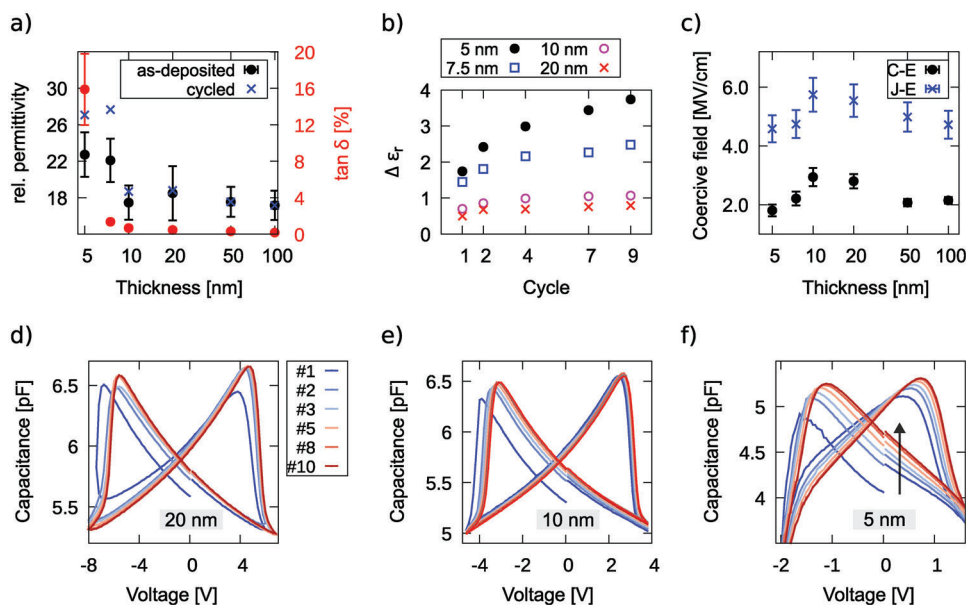 a)
as-deposited
cycled
rel. permittivity
30
26
22
18
20
16
12
8
4
0
tan δ [%]
5 10 20 50 100
Thickness [nm]
b)
5 nm 10 nm
7.5 nm 20 nm
Δ εr
4
3
2
1
0
1 2 4 7 9
Cycle
c)
C-E
J-E
Coercive field [MV/cm]
6.0
4.0
2.0
5 10 20 50 100
Thickness [nm]
d)
Capacitance [pF]
6.5
6
5.5
20 nm
-8 -4 0 4
Voltage [V]
#1
#2
#3
#5
#8
#10
e)
Capacitance [pF]
6.5
6
5.5
5
10 nm
-4 -2 0 2 4
Voltage [V]
f)
Capacitance [pF]
5
4.5
4
5 nm
-2 -1 0 1
Voltage [V]